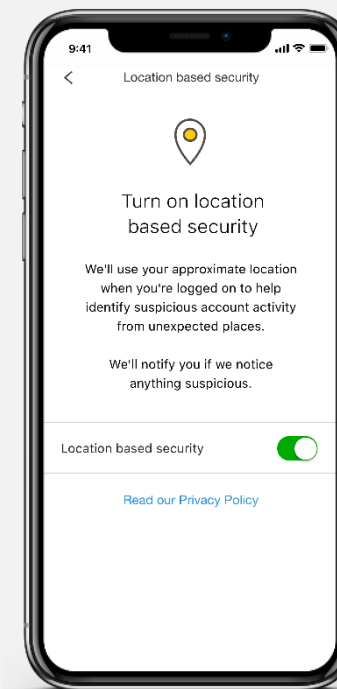 9:41
Location based security
Turn on location
based security
We'll use your approximate location
when you're logged on to help
identify suspicious account activity
from unexpected places.
We'll notify you if we notice
anything suspicious.
Location based security
Read our Privacy Policy